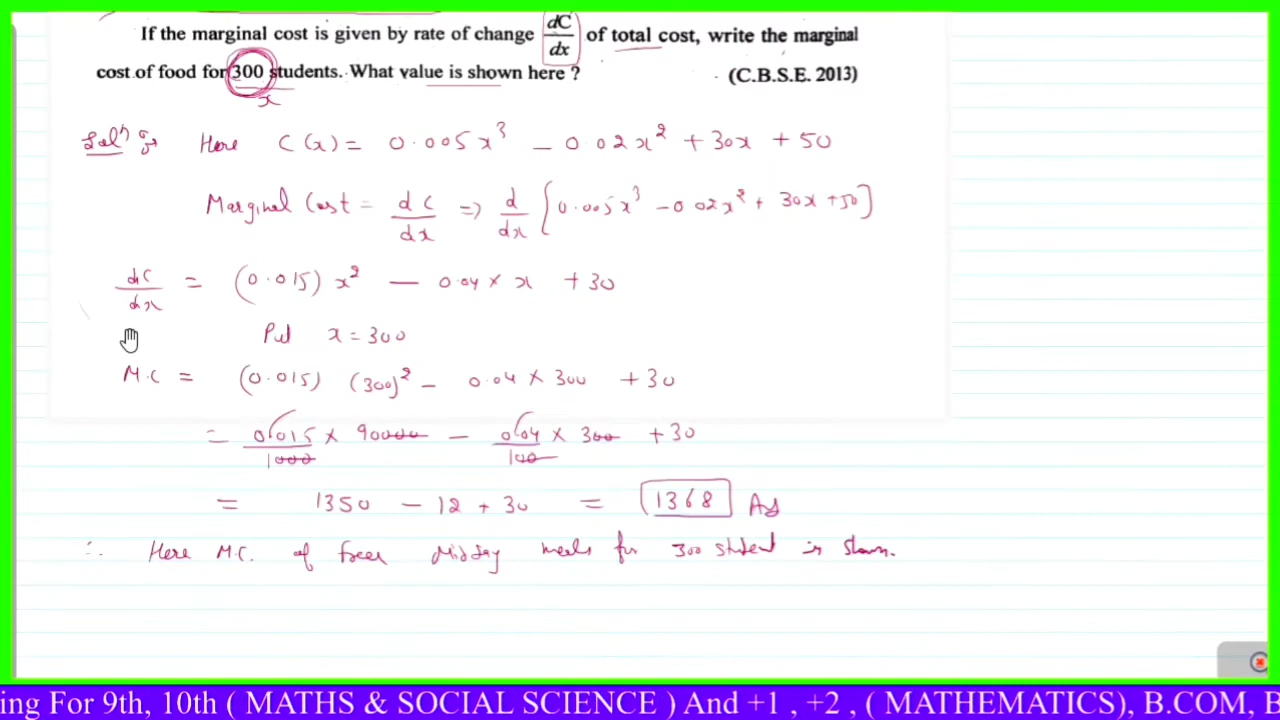 If the marginal cost is given by rate of change dC/dx of total cost, write the marginal
cost of food for 300 students. What value is shown here ? (C.B.S.E. 2013)
x
Solⁿ Here C(x) = 0.005x³ - 0.02x² + 30x + 50
Marginal Cost = dC/dx => d/dx [0.005x³ - 0.02x² + 30x + 50]
dC/dx = (0.015) x² - 0.04 × x + 30
Put x = 300
M.C = (0.015) (300)² - 0.04 × 300 + 30
= 0.015/1000 × 90000 - 0.04/100 × 300 + 30
= 1350 - 12 + 30 = 1368 As
∴ Here M.C. of free Midday meals for 300 student is shown.
ing For 9th, 10th ( MATHS & SOCIAL SCIENCE ) And +1 , +2 , ( MATHEMATICS), B.COM, B